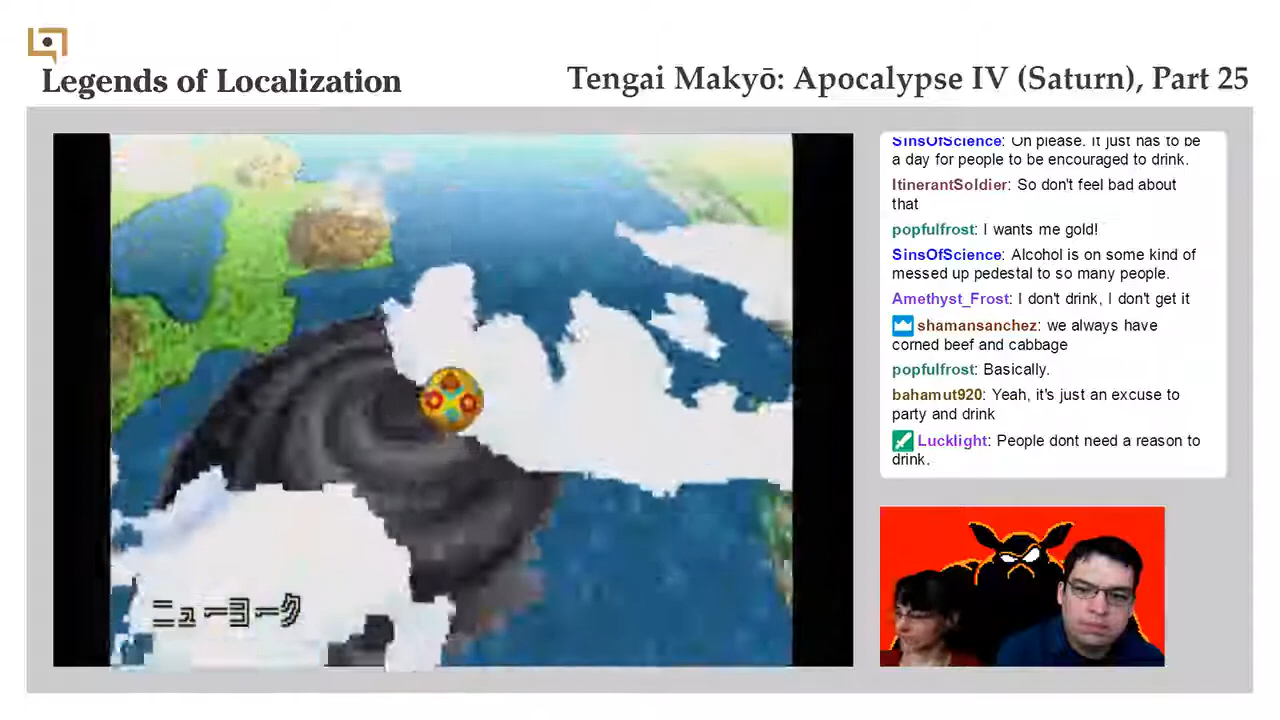 Legends of Localization
Tengai Makyō: Apocalypse IV (Saturn), Part 25
SinsOfScience: Oh please. It just has to be
a day for people to be encouraged to drink.
ItinerantSoldier: So don't feel bad about
that
popfulfrost: I wants me gold!
SinsOfScience: Alcohol is on some kind of
messed up pedestal to so many people.
Amethyst_Frost: I don't drink, I don't get it
shamansanchez: we always have
corned beef and cabbage
popfulfrost: Basically.
bahamut920: Yeah, it's just an excuse to
party and drink
Lucklight: People dont need a reason to
drink.
ニューヨーク